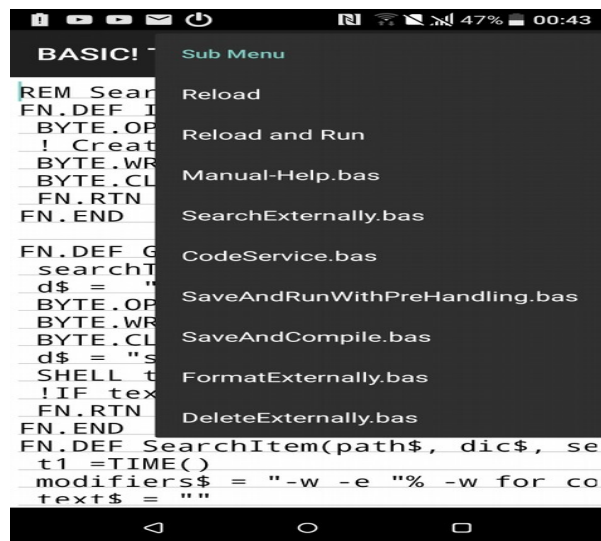 47% 00:43
BASIC!
Sub Menu
Reload
Reload and Run
Manual-Help.bas
SearchExternally.bas
CodeService.bas
SaveAndRunWithPreHandling.bas
SaveAndCompile.bas
FormatExternally.bas
DeleteExternally.bas
REM Sear
FN.DEF I
BYTE.OP
! Creat
BYTE.WR
BYTE.CL
FN.RTN
FN.END
FN.DEF G
searchT
d$ = "
BYTE.OP
BYTE.WR
BYTE.CL
d$ = "s
SHELL t
!IF tex
FN.RTN
FN.END
FN.DEF SearchItem(path$, dic$, se
t1 =TIME()
modifiers$ = "-w -e "% -w for co
text$ = ""